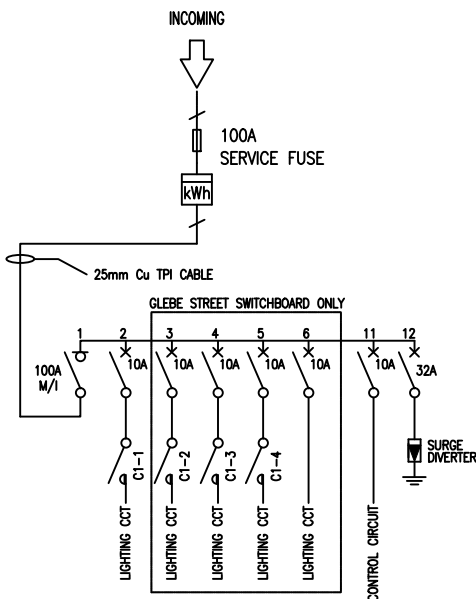 INCOMING
100A
SERVICE FUSE
kWh
25mm Cu TPI CABLE
GLEBE STREET SWITCHBOARD ONLY
1 2 3 4 5 6 11 12
100A
M/I
10A 10A 10A 10A 10A 10A 32A
C1-1 C1-2 C1-3 C1-4
SURGE
DIVERTER
LIGHTING CCT LIGHTING CCT LIGHTING CCT LIGHTING CCT LIGHTING CCT CONTROL CIRCUIT